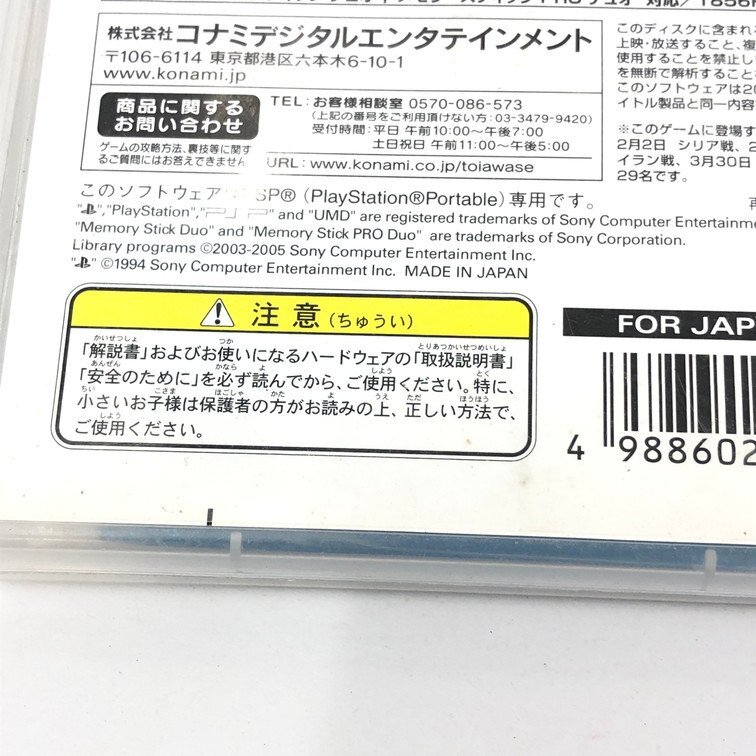 株式会社 コナミデジタルエンタテインメント
〒106-6114 東京都港区六本木6-10-1
www.konami.jp
商品に関する
お問い合わせ
ゲームの攻略方法、裏技等に関す
るご質問にはお答えできません
TEL: お客様相談室 0570-086-573
(上記の番号をご利用頂けない方: 03-3479-9420)
受付時間: 平日 午前10:00〜午後7:00
土日祝日 午前11:00〜午後5:00
URL: www.konami.co.jp/toiawase
このディスクに含まれ
上映・放送すること、複
使用することを禁止し
を無断で解析すること
このソフトウェアは20
イトル製品と同一内容
※このゲームに登場す
2月2日 シリア戦、2
イラン戦、3月30日
29名です。
このソフトウェア SP® (PlayStation®Portable) 専用です。
"PlayStation", "PSP" and "UMD" are registered trademarks of Sony Computer Entertainme
"Memory Stick Duo" and "Memory Stick PRO Duo" are trademarks of Sony Corporation.
Library programs ©2003-2005 Sony Computer Entertainment Inc.
©1994 Sony Computer Entertainment Inc. MADE IN JAPAN
注意 (ちゅうい)
「解説書」およびお使いになるハードウェアの「取扱説明書」
「安全のために」を必ず読んでから、ご使用ください。特に、
小さいお子様は保護者の方がお読みの上、正しい方法で、
ご使用ください。
FOR JAP
4 988602